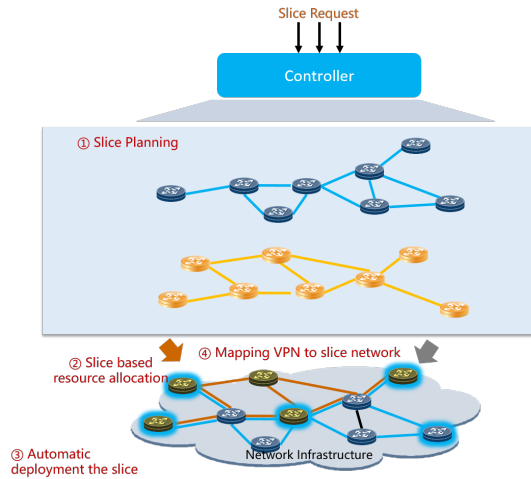 Slice Request
Controller
① Slice Planning
④ Mapping VPN to slice network
② Slice based
resource allocation
③ Automatic
deployment the slice
Network Infrastructure